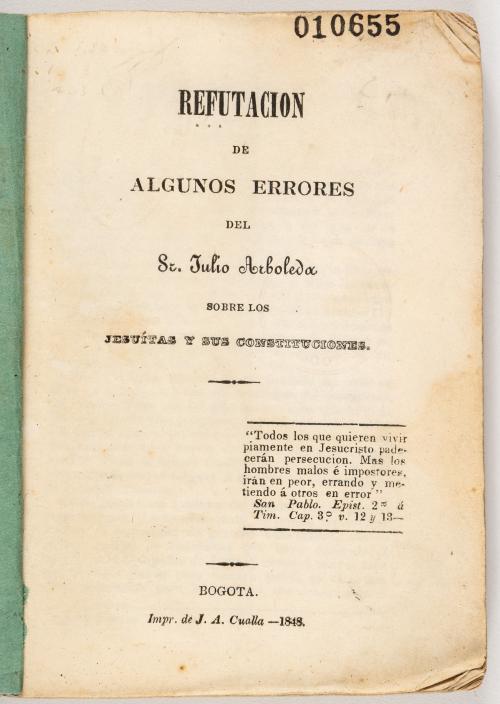 010655
REFUTACION
DE
ALGUNOS ERRORES
DEL
Sr. Julio Arboleda
SOBRE LOS
JESUÍTAS Y SUS CONSTITUCIONES.
"Todos los que quieren vivir
piamente en Jesucristo pade-
cerán persecucion. Mas los
hombres malos é impostores,
irán en peor, errando y me-
tiendo á otros en error"
San Pablo. Epist. 2ª á
Tim. Cap. 3º v. 12 y 13—
BOGOTA.
Impr. de J. A. Cualla —1848.